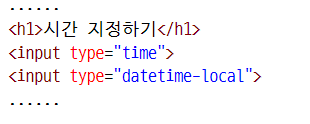 ......
<h1>시간 지정하기</h1>
<input type="time">
<input type="datetime-local">
......